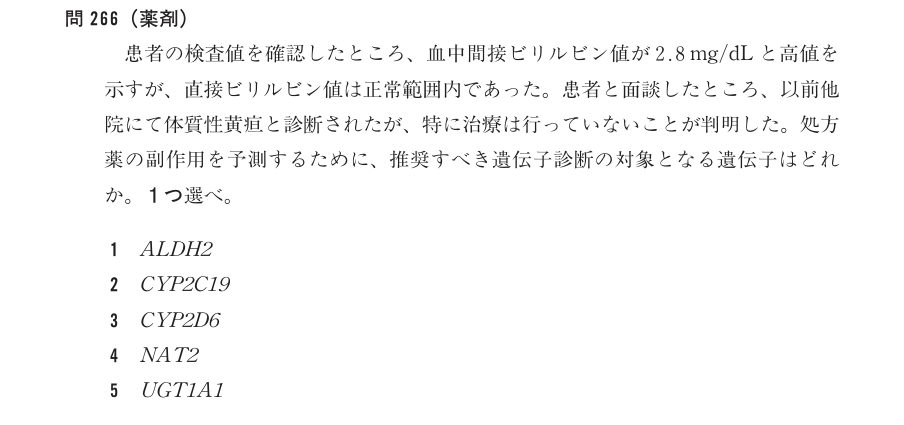 問266（薬剤）
患者の検査値を確認したところ、血中間接ビリルビン値が2.8 mg/dLと高値を
示すが、直接ビリルビン値は正常範囲内であった。患者と面談したところ、以前他
院にて体質性黄疸と診断されたが、特に治療は行っていないことが判明した。処方
薬の副作用を予測するために、推奨すべき遺伝子診断の対象となる遺伝子はどれ
か。1つ選べ。
1 ALDH2
2 CYP2C19
3 CYP2D6
4 NAT2
5 UGT1A1